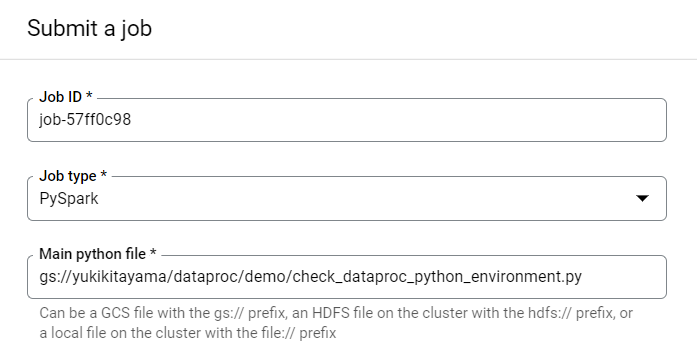 Submit a job
Job ID *
job-57ff0c98
Job type *
PySpark
Main python file *
gs://yukikitayama/dataproc/demo/check_dataproc_python_environment.py
Can be a GCS file with the gs:// prefix, an HDFS file on the cluster with the hdfs:// prefix, or
a local file on the cluster with the file:// prefix